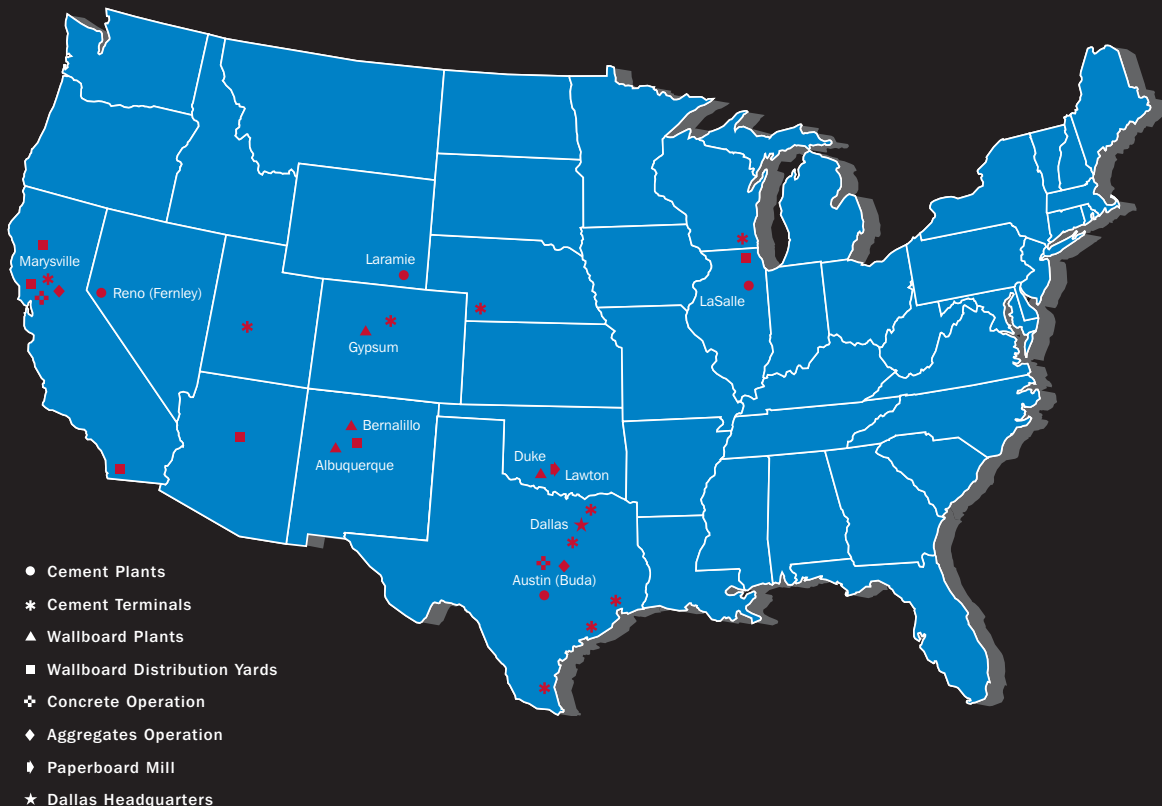 Marysville
Reno (Fernley)
Laramie
Gypsum
LaSalle
Bernalillo
Albuquerque
Duke
Lawton
Dallas
Austin (Buda)
Cement Plants
Cement Terminals
Wallboard Plants
Wallboard Distribution Yards
Concrete Operation
Aggregates Operation
Paperboard Mill
Dallas Headquarters